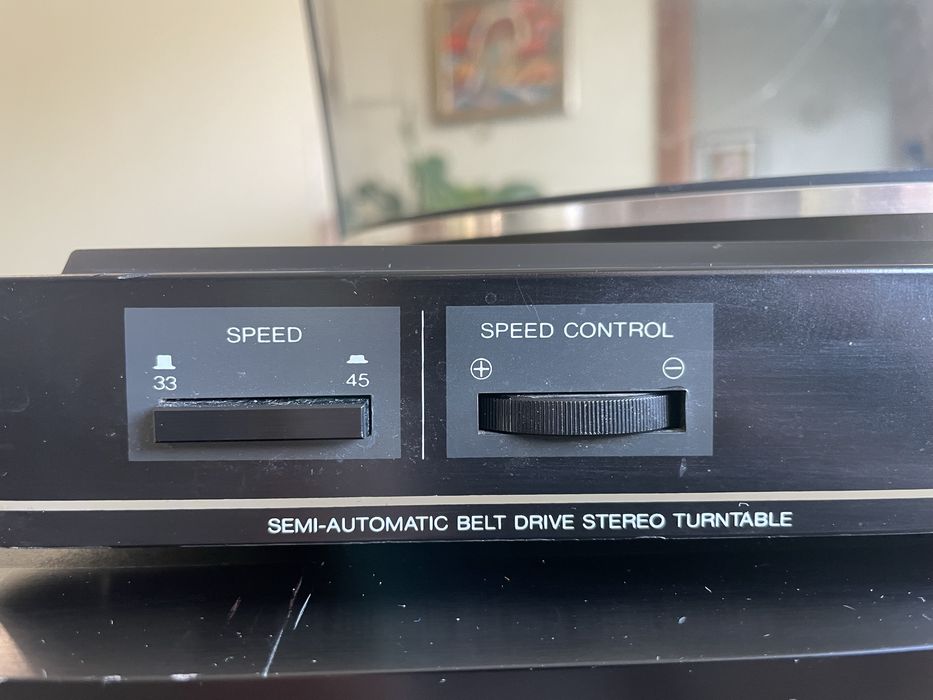 SPEED
33 45
SPEED CONTROL
+ −
SEMI-AUTOMATIC BELT DRIVE STEREO TURNTABLE